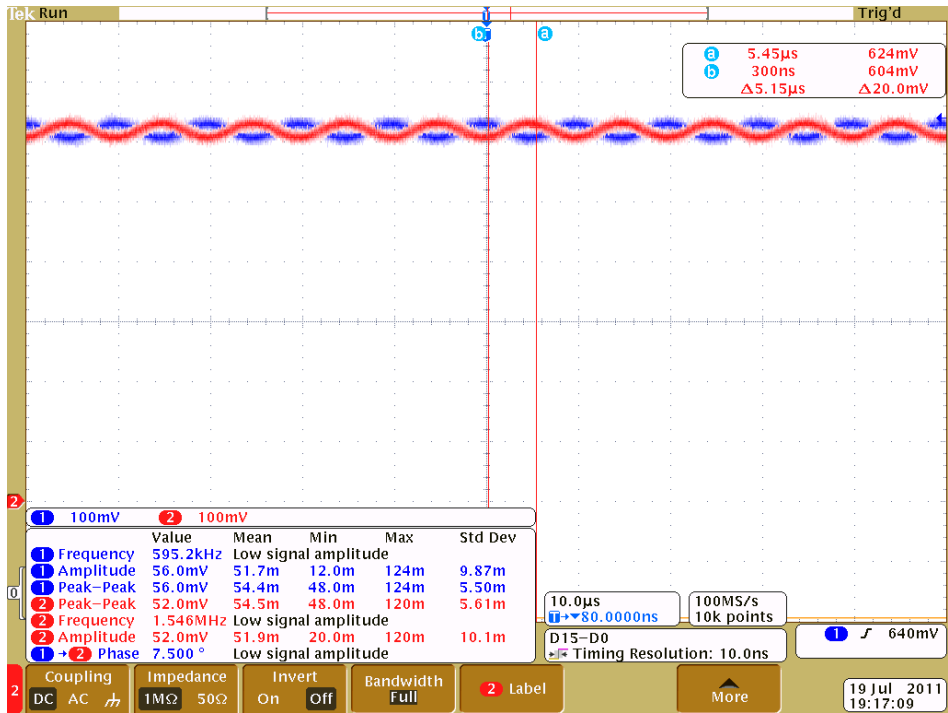 Tek Run Trig'd
T
b a
a 5.45µs 624mV
b 300ns 604mV
Δ5.15µs Δ20.0mV
2
1 100mV 2 100mV
Value Mean Min Max Std Dev
1 Frequency 595.2kHz Low signal amplitude
1 Amplitude 56.0mV 51.7m 12.0m 124m 9.87m
1 Peak–Peak 56.0mV 54.4m 48.0m 124m 5.50m
2 Peak–Peak 52.0mV 54.5m 48.0m 120m 5.61m
2 Frequency 1.546MHz Low signal amplitude
2 Amplitude 52.0mV 51.9m 20.0m 120m 10.1m
1 → 2 Phase 7.500 ° Low signal amplitude
0
10.0µs
T→▼80.0000ns
100MS/s
10k points
D15–D0
Timing Resolution: 10.0ns
1 640mV
2
Coupling
DC AC
Impedance
1MΩ 50Ω
Invert
On Off
Bandwidth
Full
2 Label
More
19 Jul 2011
19:17:09